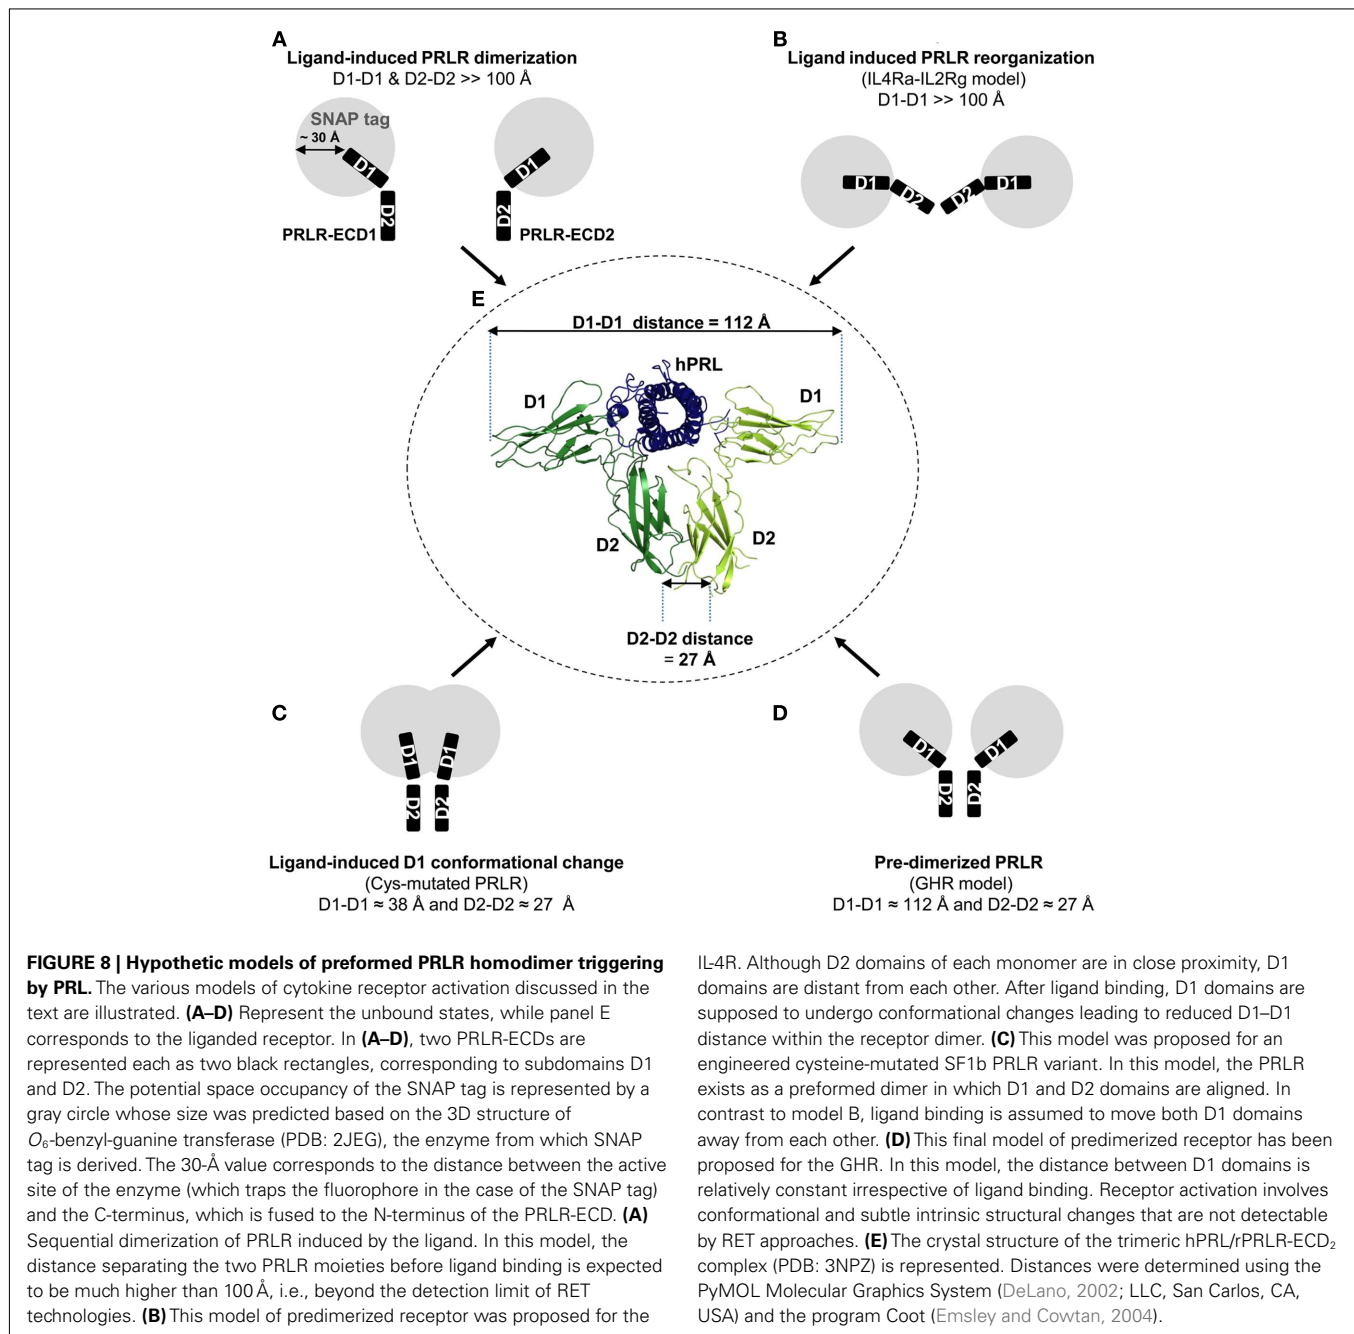 A
Ligand-induced PRLR dimerization
D1-D1 & D2-D2 >> 100 Å
SNAP tag
~ 30 Å
D1
D2
PRLR-ECD1
D1
D2
PRLR-ECD2
B
Ligand induced PRLR reorganization
(IL4Ra-IL2Rg model)
D1-D1 >> 100 Å
D1
D2
D2
D1
E
D1-D1 distance = 112 Å
hPRL
D1
D1
D2
D2
D2-D2 distance
= 27 Å
C
D1
D1
D2
D2
Ligand-induced D1 conformational change
(Cys-mutated PRLR)
D1-D1 ≈ 38 Å and D2-D2 ≈ 27 Å
D
D1
D1
D2
D2
Pre-dimerized PRLR
(GHR model)
D1-D1 ≈ 112 Å and D2-D2 ≈ 27 Å
FIGURE 8 | Hypothetic models of preformed PRLR homodimer triggering
by PRL. The various models of cytokine receptor activation discussed in the
text are illustrated. (A–D) Represent the unbound states, while panel E
corresponds to the liganded receptor. In (A–D), two PRLR-ECDs are
represented each as two black rectangles, corresponding to subdomains D1
and D2. The potential space occupancy of the SNAP tag is represented by a
gray circle whose size was predicted based on the 3D structure of
O₆-benzyl-guanine transferase (PDB: 2JEG), the enzyme from which SNAP
tag is derived. The 30-Å value corresponds to the distance between the active
site of the enzyme (which traps the fluorophore in the case of the SNAP tag)
and the C-terminus, which is fused to the N-terminus of the PRLR-ECD. (A)
Sequential dimerization of PRLR induced by the ligand. In this model, the
distance separating the two PRLR moieties before ligand binding is expected
to be much higher than 100 Å, i.e., beyond the detection limit of RET
technologies. (B) This model of predimerized receptor was proposed for the
IL-4R. Although D2 domains of each monomer are in close proximity, D1
domains are distant from each other. After ligand binding, D1 domains are
supposed to undergo conformational changes leading to reduced D1–D1
distance within the receptor dimer. (C) This model was proposed for an
engineered cysteine-mutated SF1b PRLR variant. In this model, the PRLR
exists as a preformed dimer in which D1 and D2 domains are aligned. In
contrast to model B, ligand binding is assumed to move both D1 domains
away from each other. (D) This final model of predimerized receptor has been
proposed for the GHR. In this model, the distance between D1 domains is
relatively constant irrespective of ligand binding. Receptor activation involves
conformational and subtle intrinsic structural changes that are not detectable
by RET approaches. (E) The crystal structure of the trimeric hPRL/rPRLR-ECD₂
complex (PDB: 3NPZ) is represented. Distances were determined using the
PyMOL Molecular Graphics System (DeLano, 2002; LLC, San Carlos, CA,
USA) and the program Coot (Emsley and Cowtan, 2004).